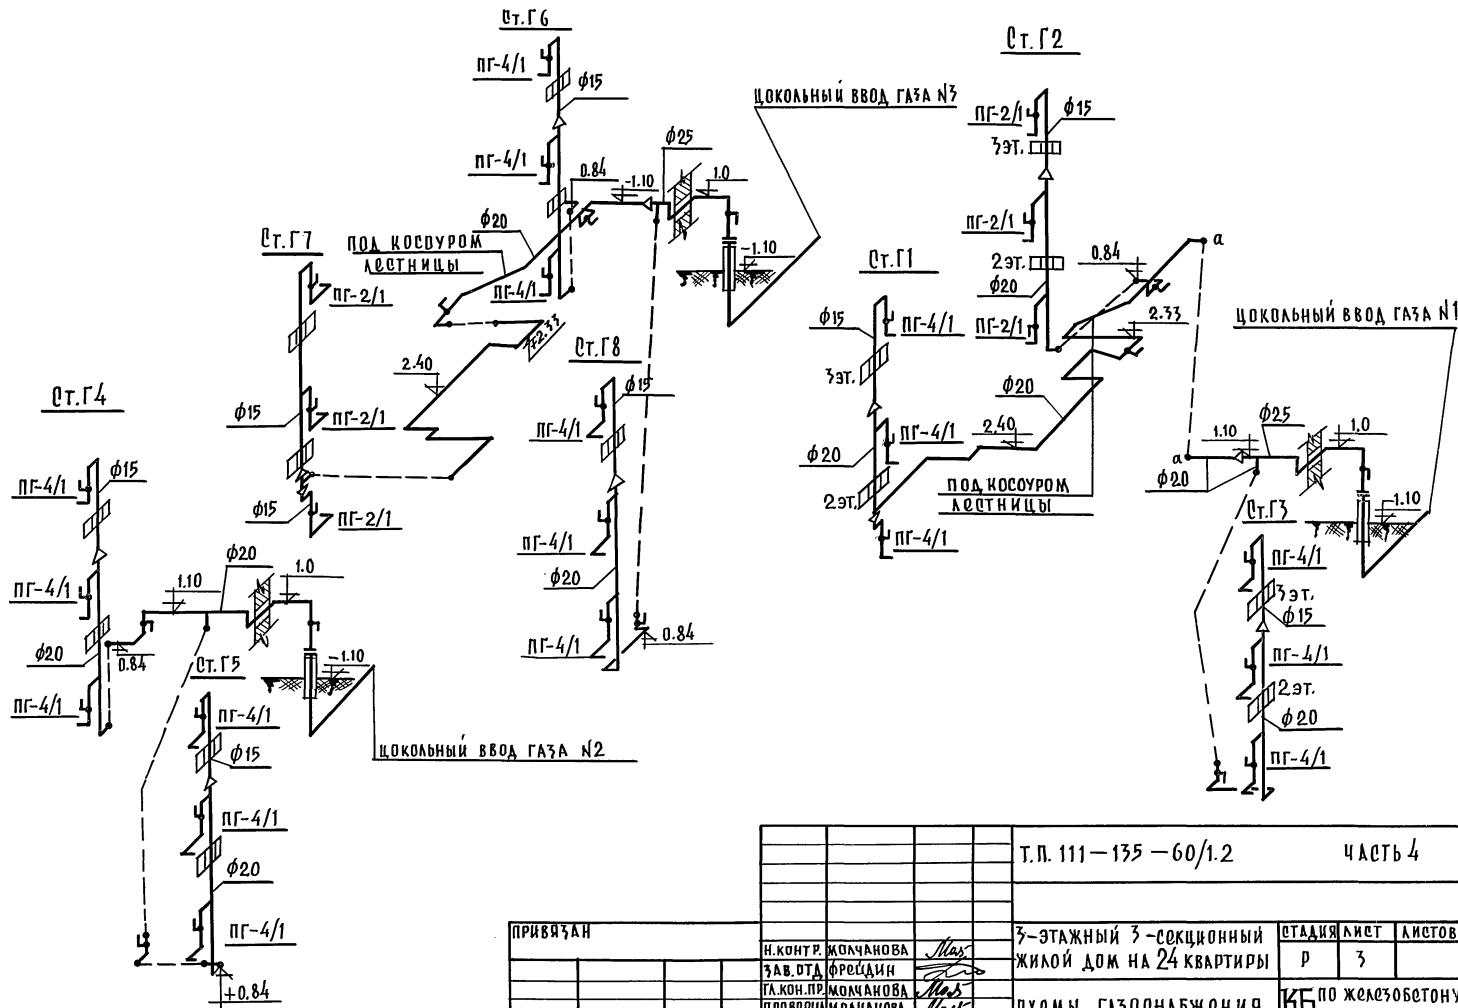 Ст.Г6
ПГ-4/1
ф15
ПГ-4/1
0.84
ф25
-1.10
1.0
ф20
ПОД КОСОУРОМ
ЛЕСТНИЦЫ
ПГ-4/1
-1.10
ЦОКОЛЬНЫЙ ВВОД ГАЗА N3
Ст.Г7
ПГ-2/1
+2.33
2.40
ф15
ПГ-2/1
ф15
ПГ-2/1
Ст.Г8
ф15
ПГ-4/1
ПГ-4/1
ф20
ПГ-4/1
0.84
Ст.Г2
ПГ-2/1
ф15
3эт.
ПГ-2/1
2эт.
ф20
ПГ-2/1
0.84
а
2.33
Ст.Г1
ф15
ПГ-4/1
3эт.
ПГ-4/1
ф20
2эт.
2.40
ф20
ПГ-4/1
ПОД КОСОУРОМ
ЛЕСТНИЦЫ
ЦОКОЛЬНЫЙ ВВОД ГАЗА N1
1.10
ф25
1.0
а
ф20
-1.10
Ст.Г3
ПГ-4/1
3эт.
ф15
ПГ-4/1
2эт.
ф20
ПГ-4/1
Ст.Г4
ф15
ПГ-4/1
ПГ-4/1
1.10
ф20
1.0
ф20
0.84
ПГ-4/1
-1.10
ЦОКОЛЬНЫЙ ВВОД ГАЗА N2
Ст.Г5
ПГ-4/1
ф15
ПГ-4/1
ф20
ПГ-4/1
+0.84
Т.П. 111-135-60/1.2 ЧАСТЬ 4
ПРИВЯЗАН
Н.КОНТР. МОЛЧАНОВА
ЗАВ.ОТД ФРЕЙДИН
ГЛ.КОН.ПР. МОЛЧАНОВА
ПРОВЕРИЛ МОЛЧАНОВА
3-ЭТАЖНЫЙ 3-СЕКЦИОННЫЙ
ЖИЛОЙ ДОМ НА 24 КВАРТИРЫ
СТАДИЯ ЛИСТ ЛИСТОВ
Р 3
ГАЗОСНАБЖЕНИЯ
КБ ПО ЖЕЛЕЗОБЕТОНУ